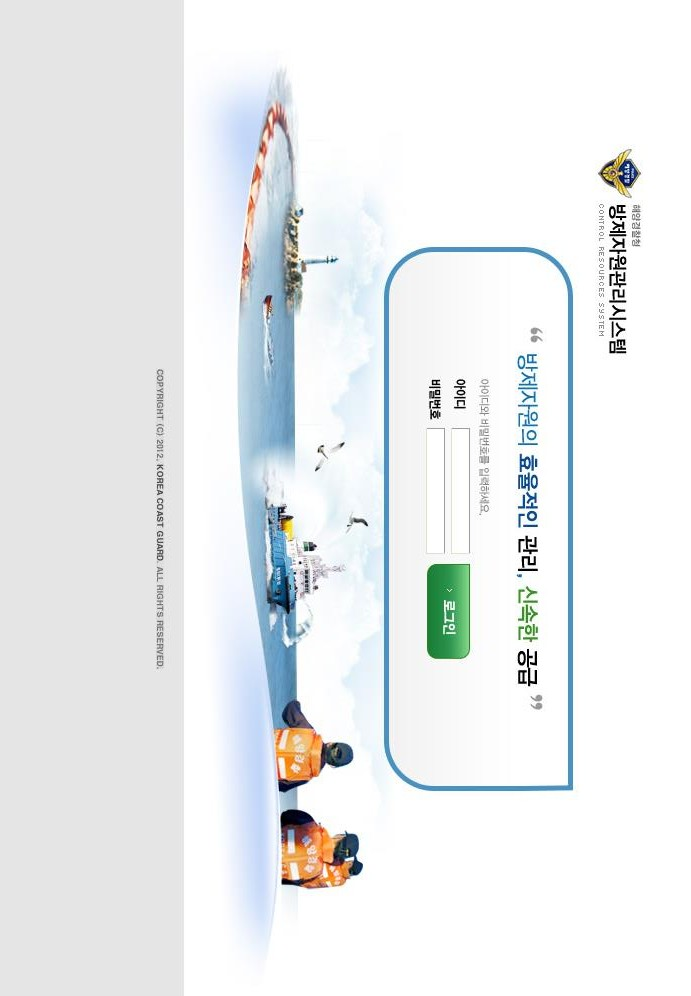 해양경찰청
방제자원관리시스템
CONTROL RESOURCES SYSTEM
“ 방제자원의 효율적인 관리, 신속한 공급 ”
아이디와 비밀번호를 입력하세요.
아이디
비밀번호
› 로그인
COPYRIGHT (C) 2012. KOREA COAST GUARD. ALL RIGHTS RESERVED.